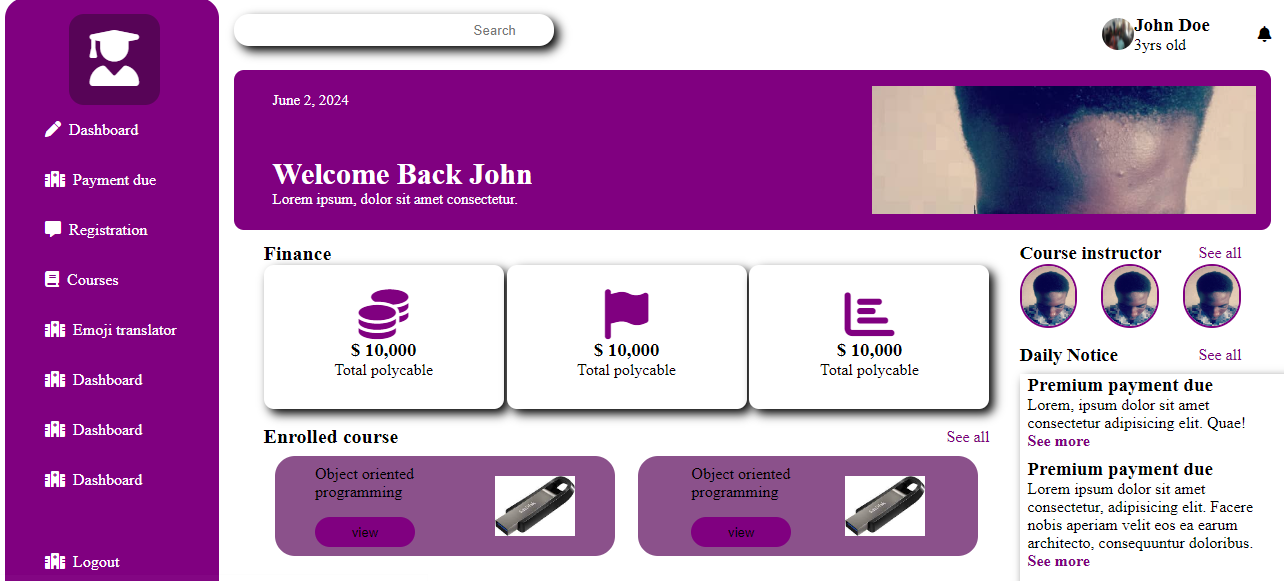 Search
John Doe
3yrs old
Dashboard
Payment due
Registration
Courses
Emoji translator
Dashboard
Dashboard
Dashboard
Logout
June 2, 2024
Welcome Back John
Lorem ipsum, dolor sit amet consectetur.
Finance
$ 10,000
Total polycable
$ 10,000
Total polycable
$ 10,000
Total polycable
Enrolled course
See all
Object oriented
programming
view
Object oriented
programming
view
Course instructor
See all
Daily Notice
See all
Premium payment due
Lorem, ipsum dolor sit amet
consectetur adipisicing elit. Quae!
See more
Premium payment due
Lorem ipsum dolor sit amet
consectetur, adipisicing elit. Facere
nobis aperiam velit eos ea earum
architecto, consequuntur doloribus.
See more